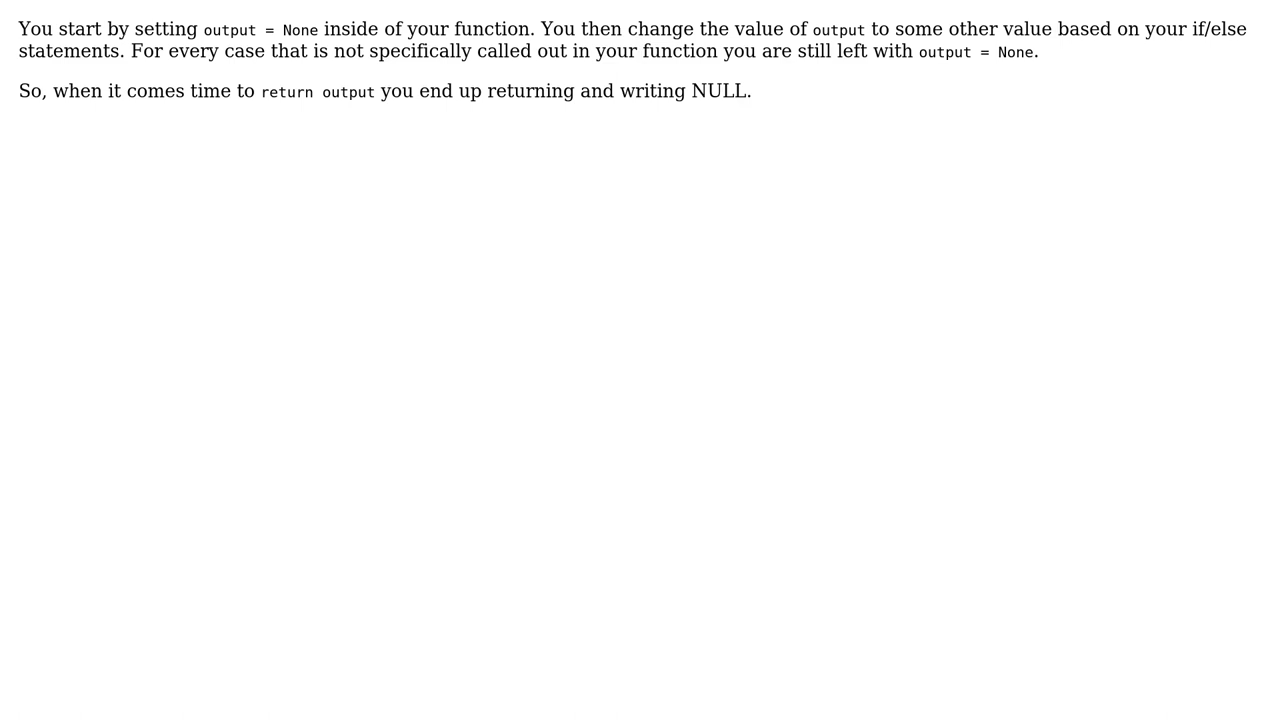 You start by setting output = None inside of your function. You then change the value of output to some other value based on your if/else
statements. For every case that is not specifically called out in your function you are still left with output = None.
So, when it comes time to return output you end up returning and writing NULL.